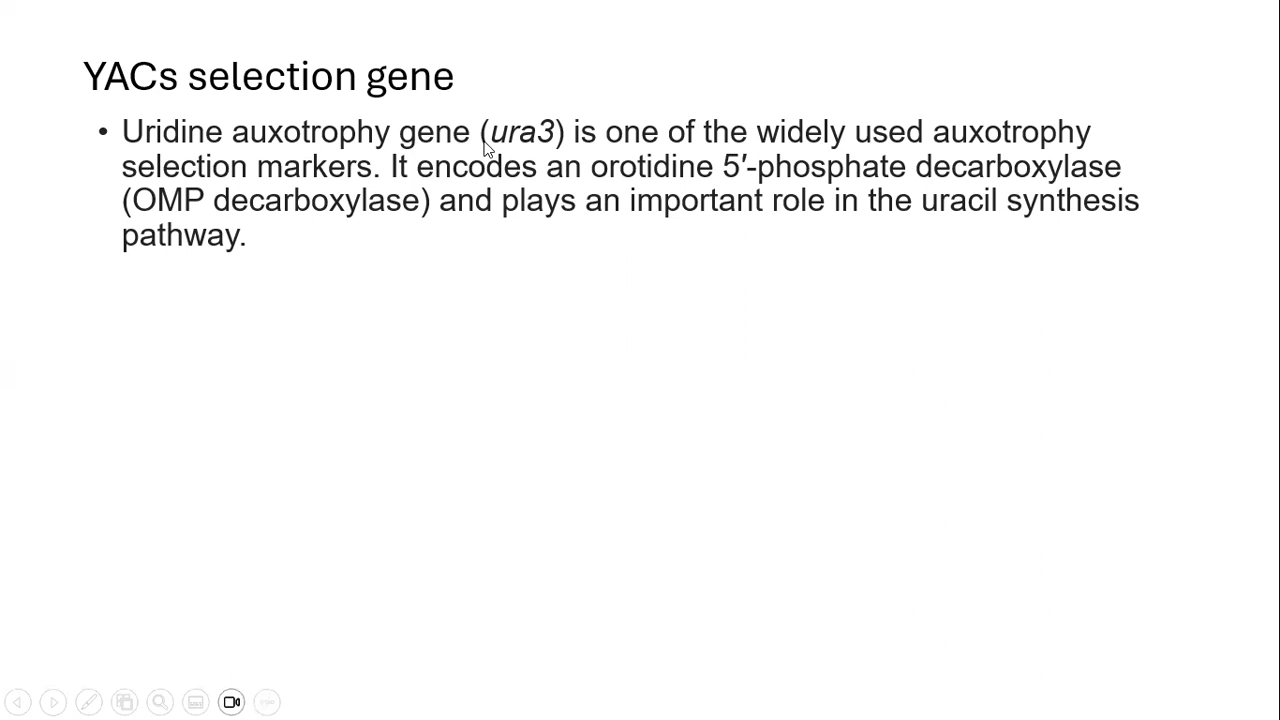 YACs selection gene
• Uridine auxotrophy gene (ura3) is one of the widely used auxotrophy
selection markers. It encodes an orotidine 5′-phosphate decarboxylase
(OMP decarboxylase) and plays an important role in the uracil synthesis
pathway.